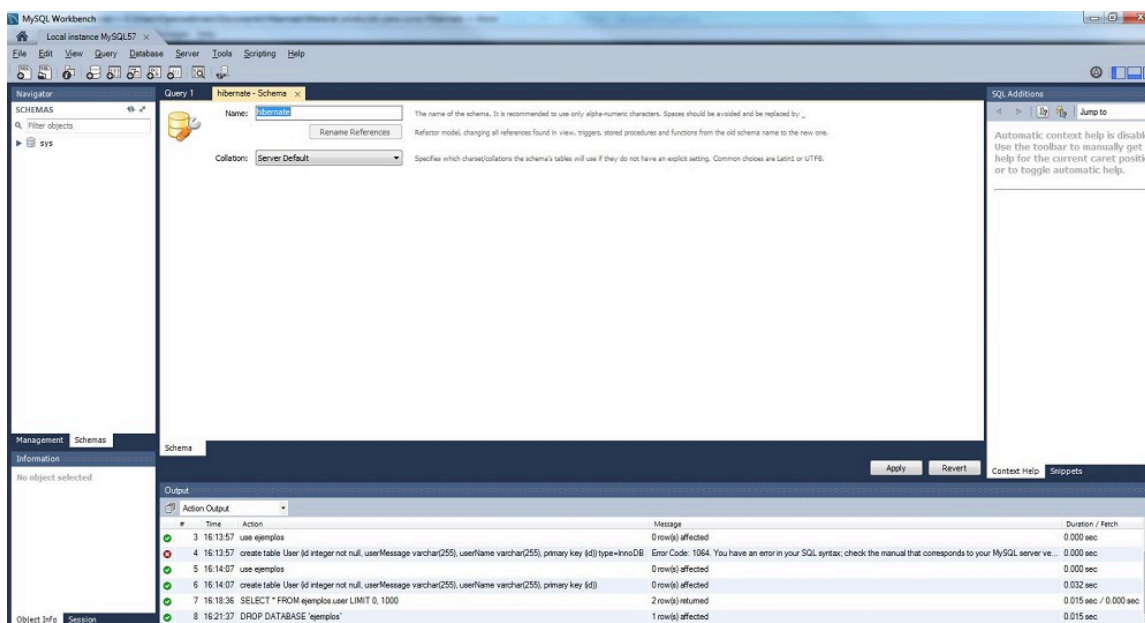 MySQL Workbench
Local instance MySQL57
File Edit View Query Database Server Tools Scripting Help
Navigator
SCHEMAS
Filter objects
sys
Management Schemas
Information
No object selected
Object Info Session
Query 1 hibernate - Schema
Name: hibernate
The name of the schema. It is recommended to use only alpha-numeric characters. Spaces should be avoided and be replaced by _
Rename References
Refactor model, changing all references found in view, triggers, stored procedures and functions from the old schema name to the new one.
Collation: Server Default
Specifies which charset/collations the schema's tables will use if they do not have an explicit setting. Common choices are Latin1 or UTF8.
Schema
Apply Revert
SQL Additions
Jump to
Automatic context help is disabl
Use the toolbar to manually get
help for the current caret positi
or to toggle automatic help.
Context Help Snippets
Output
Action Output
# Time Action Message Duration / Fetch
3 16:13:57 use ejemplos 0 row(s) affected 0.000 sec
4 16:13:57 create table User (id integer not null, userMessage varchar(255), userName varchar(255), primary key (id)) type=InnoDB Error Code: 1064. You have an error in your SQL syntax; check the manual that corresponds to your MySQL server ve... 0.000 sec
5 16:14:07 use ejemplos 0 row(s) affected 0.000 sec
6 16:14:07 create table User (id integer not null, userMessage varchar(255), userName varchar(255), primary key (id)) 0 row(s) affected 0.032 sec
7 16:18:36 SELECT * FROM ejemplos.user LIMIT 0, 1000 2 row(s) returned 0.015 sec / 0.000 sec
8 16:21:37 DROP DATABASE `ejemplos` 1 row(s) affected 0.015 sec